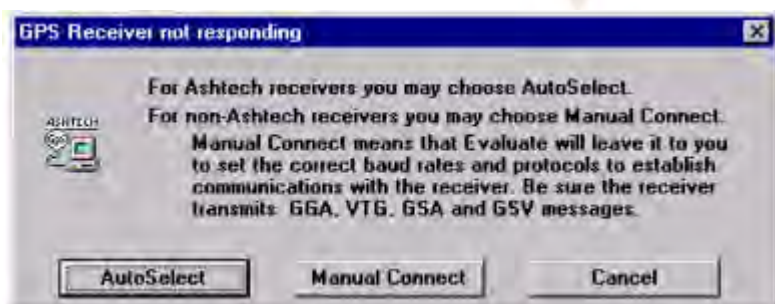 GPS Receiver not responding
For Ashtech receivers you may choose AutoSelect.
For non-Ashtech receivers you may choose Manual Connect.
ASHTECH
Manual Connect means that Evaluate will leave it to you
to set the correct baud rates and protocols to establish
communications with the receiver. Be sure the receiver
transmits GGA, VTG, GSA and GSV messages.
AutoSelect
Manual Connect
Cancel